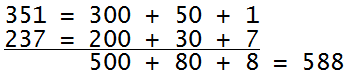 351 = 300 + 50 + 1
237 = 200 + 30 + 7
500 + 80 + 8 = 588